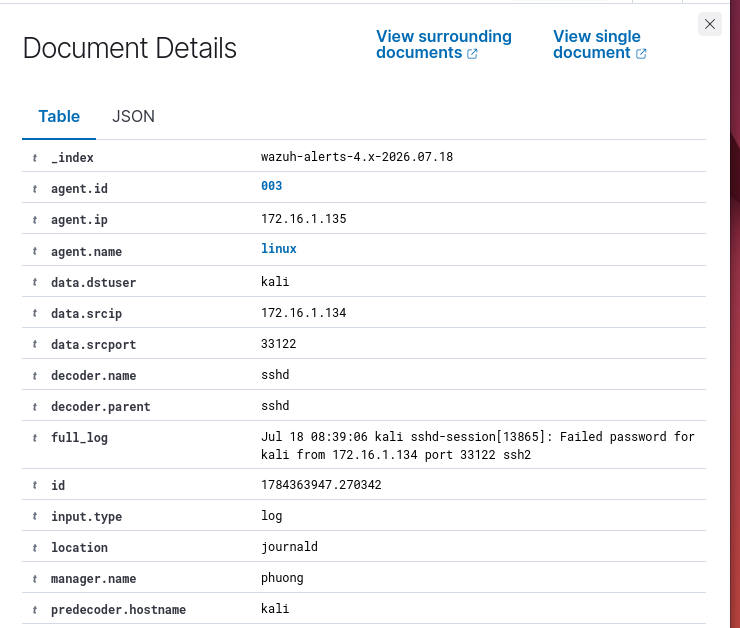 Document Details
View surrounding
documents
View single
document
Table JSON
t _index wazuh-alerts-4.x-2026.07.18
t agent.id 003
t agent.ip 172.16.1.135
t agent.name linux
t data.dstuser kali
t data.srcip 172.16.1.134
t data.srcport 33122
t decoder.name sshd
t decoder.parent sshd
t full_log Jul 18 08:39:06 kali sshd-session[13865]: Failed password for
kali from 172.16.1.134 port 33122 ssh2
t id 1784363947.270342
t input.type log
t location journald
t manager.name phuong
t predecoder.hostname kali